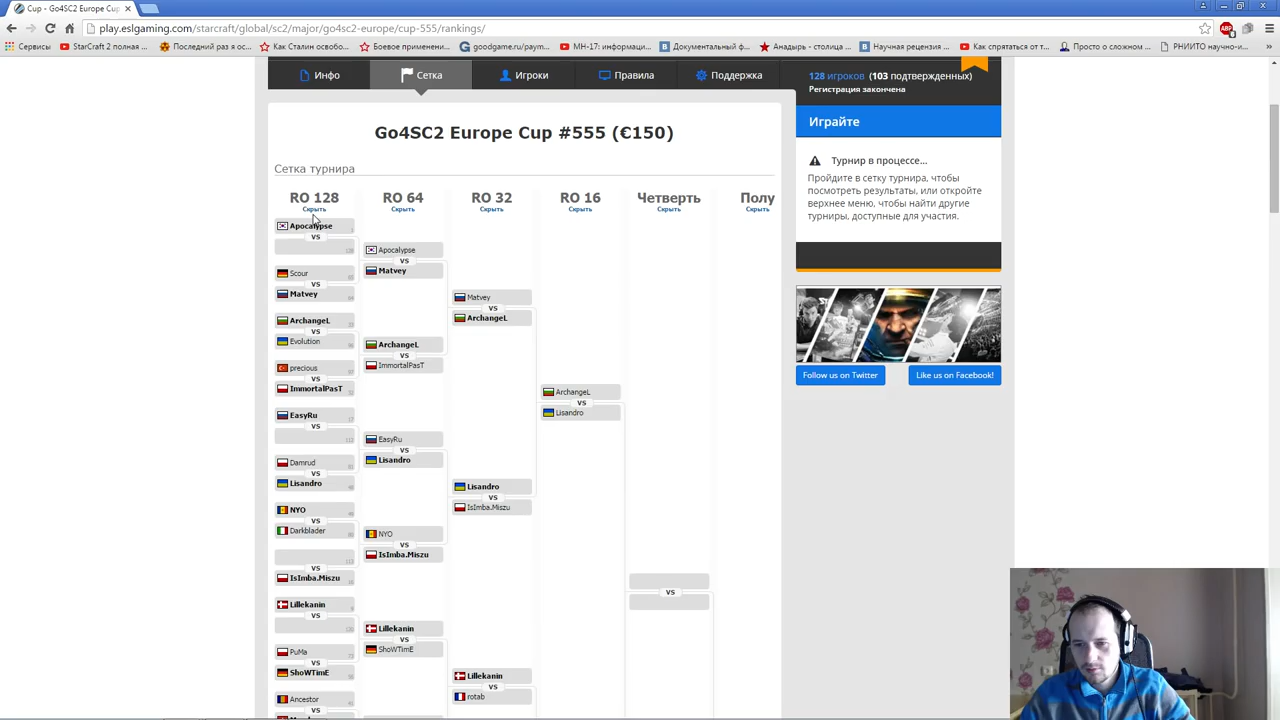 Cup - Go4SC2 Europe Cup
play.eslgaming.com/starcraft/global/sc2/major/go4sc2-europe/cup-555/rankings/
Сервисы
StarCraft 2 полная ...
Последний раз я ос...
Как Сталин освобо...
Боевое применени...
goodgame.ru/paym...
МН-17: информаци...
Документальный ф...
Анадырь - столица ...
Научная рецензия ...
Как спрятаться от т...
Просто о сложном ...
РНИИТО научно-и...
Инфо
Сетка
Игроки
Правила
Поддержка
128 игроков (103 подтвержденных)
Регистрация закончена
Go4SC2 Europe Cup #555 (€150)
Играйте
Турнир в процессе...
Пройдите в сетку турнира, чтобы
посмотреть результаты, или откройте
верхнее меню, чтобы найти другие
турниры, доступные для участия.
Follow us on Twitter
Like us on Facebook!
Сетка турнира
RO 128
Скрыть
RO 64
Скрыть
RO 32
Скрыть
RO 16
Скрыть
Четверть
Скрыть
Полу
Скрыть
Apocalypse
VS
Scour
VS
Matvey
ArchangeL
VS
Evolution
precious
VS
ImmortalPasT
EasyRu
VS
Damrud
VS
Lisandro
NYO
VS
Darkblader
VS
IsImba.Miszu
Lillekanin
VS
PuMa
VS
ShoWTimE
Ancestor
VS
Apocalypse
VS
Matvey
ArchangeL
VS
ImmortalPasT
EasyRu
VS
Lisandro
NYO
VS
IsImba.Miszu
Lillekanin
VS
ShoWTimE
Matvey
VS
ArchangeL
Lisandro
VS
IsImba.Miszu
Lillekanin
VS
rotab
ArchangeL
VS
Lisandro
VS